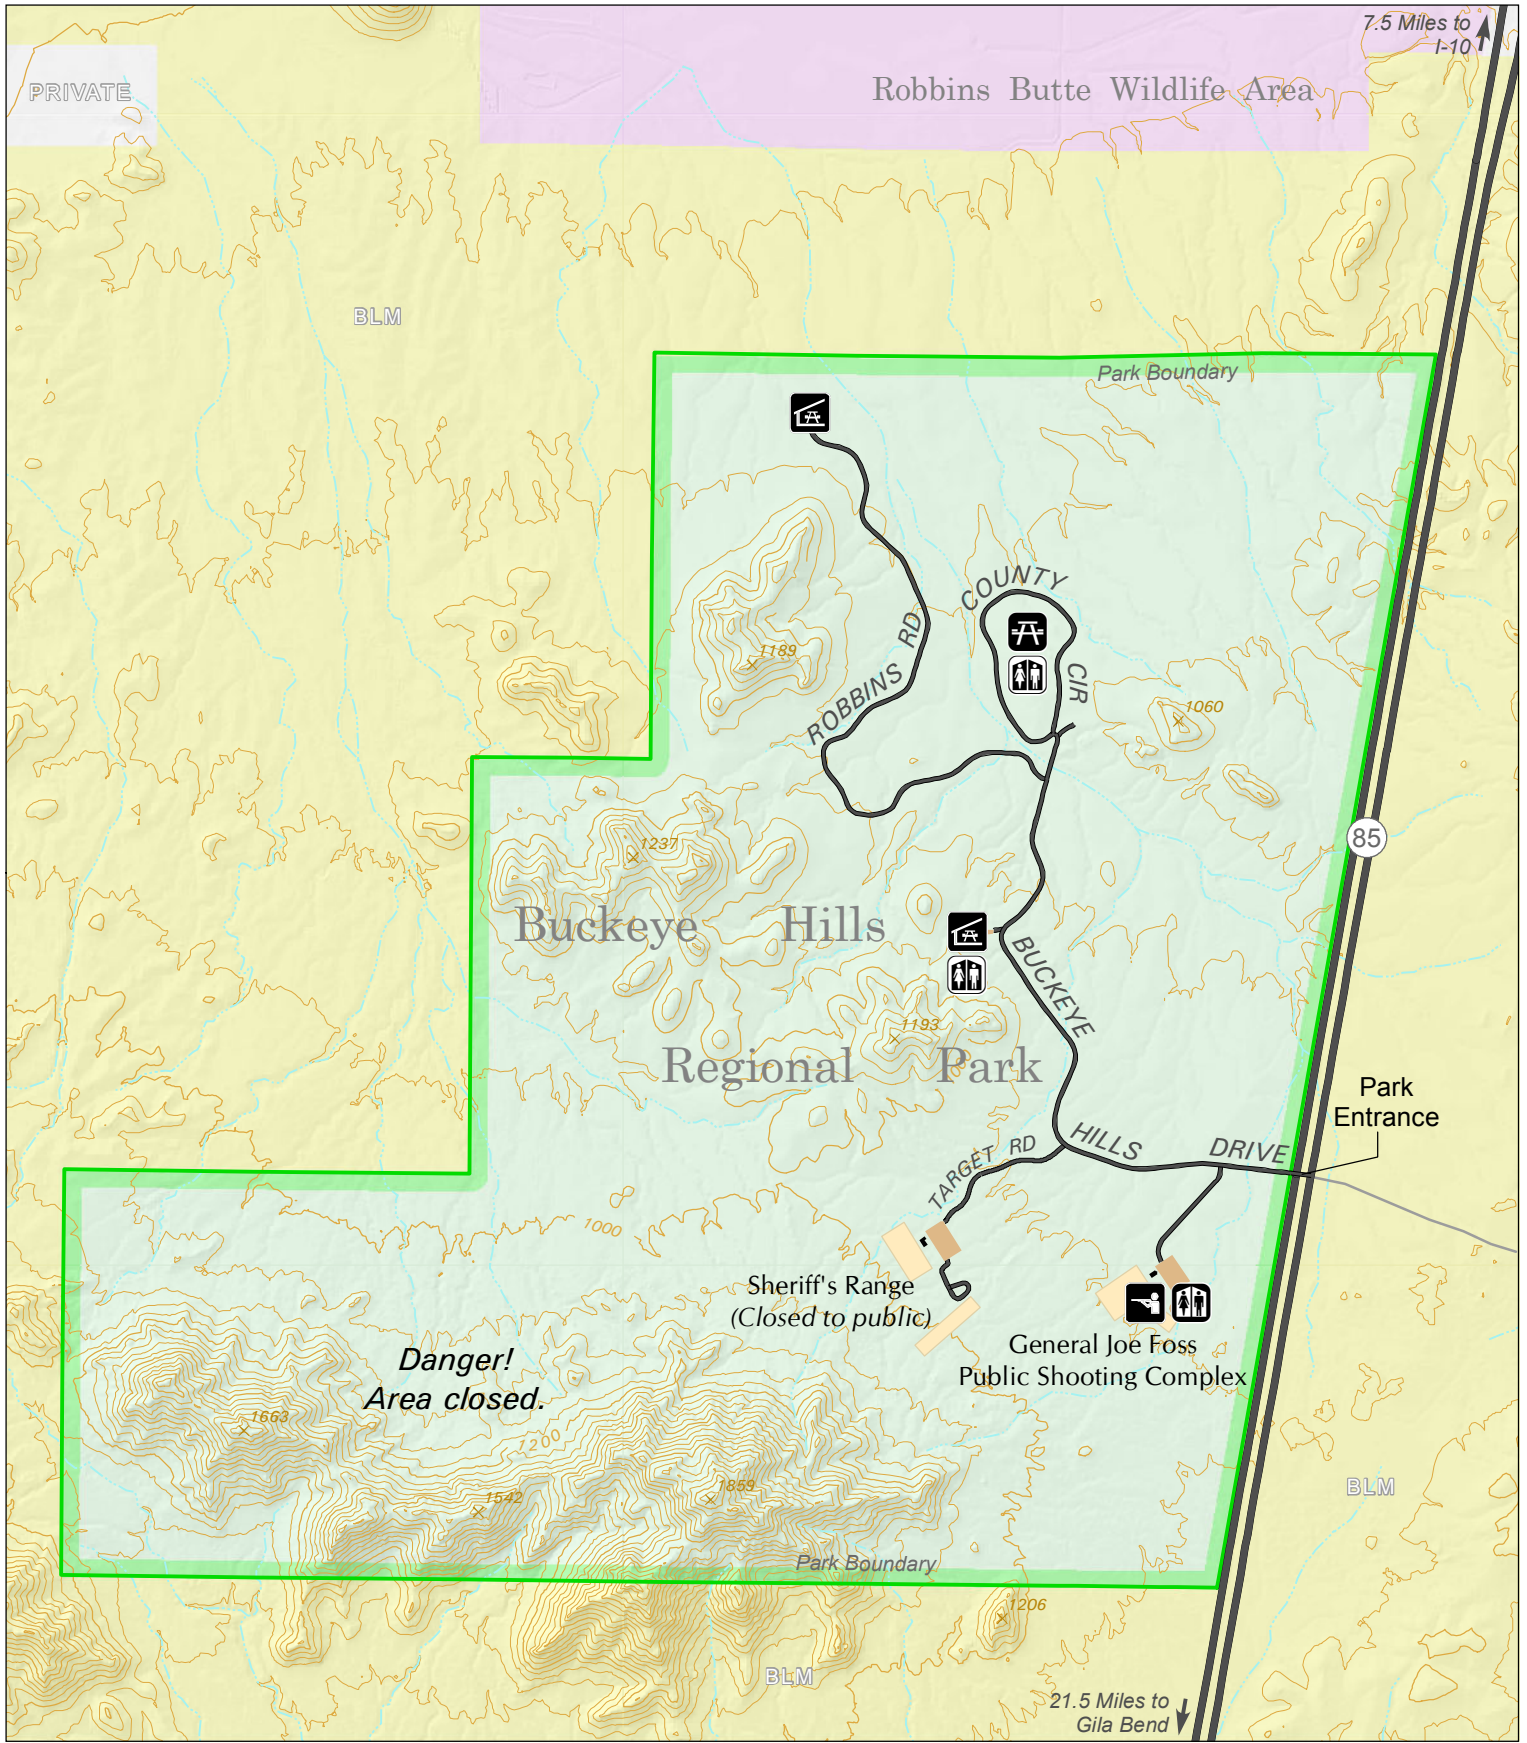 7.5 Miles to
I-10
PRIVATE
Robbins Butte Wildlife Area
BLM
Park Boundary
COUNTY
CIR
ROBBINS RD
1189
1060
85
1237
Buckeye Hills
1193
Regional Park
BUCKEYE
HILLS DRIVE
Park
Entrance
TARGET RD
1000
Sheriff's Range
(Closed to public)
General Joe Foss
Public Shooting Complex
Danger!
Area closed.
1663
1200
1542
1859
BLM
Park Boundary
1206
BLM
21.5 Miles to
Gila Bend